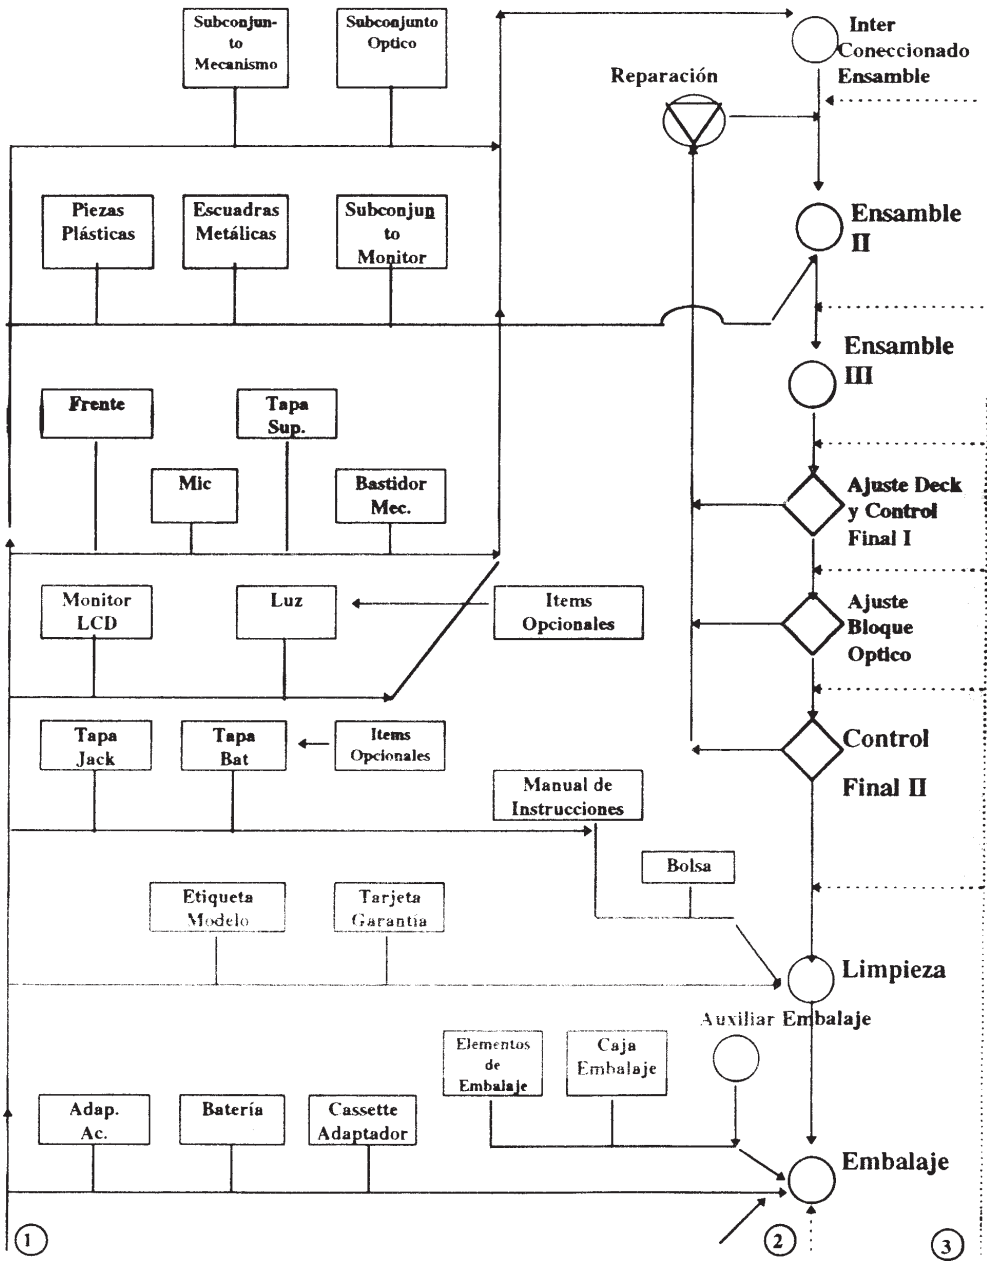 Subconjun-
to
Mecanismo
Subconjunto
Optico
Inter
Coneccionado
Ensamble
Reparación
Piezas
Plásticas
Escuadras
Metálicas
Subconjun
to
Monitor
Ensamble
II
Ensamble
III
Frente
Tapa
Sup.
Mic
Bastidor
Mec.
Ajuste Deck
y Control
Final I
Monitor
LCD
Luz
Items
Opcionales
Ajuste
Bloque
Optico
Tapa
Jack
Tapa
Bat
Items
Opcionales
Control
Final II
Manual de
Instrucciones
Bolsa
Etiqueta
Modelo
Tarjeta
Garantía
Limpieza
Auxiliar Embalaje
Elementos
de
Embalaje
Caja
Embalaje
Adap.
Ac.
Batería
Cassette
Adaptador
Embalaje
1
2
3